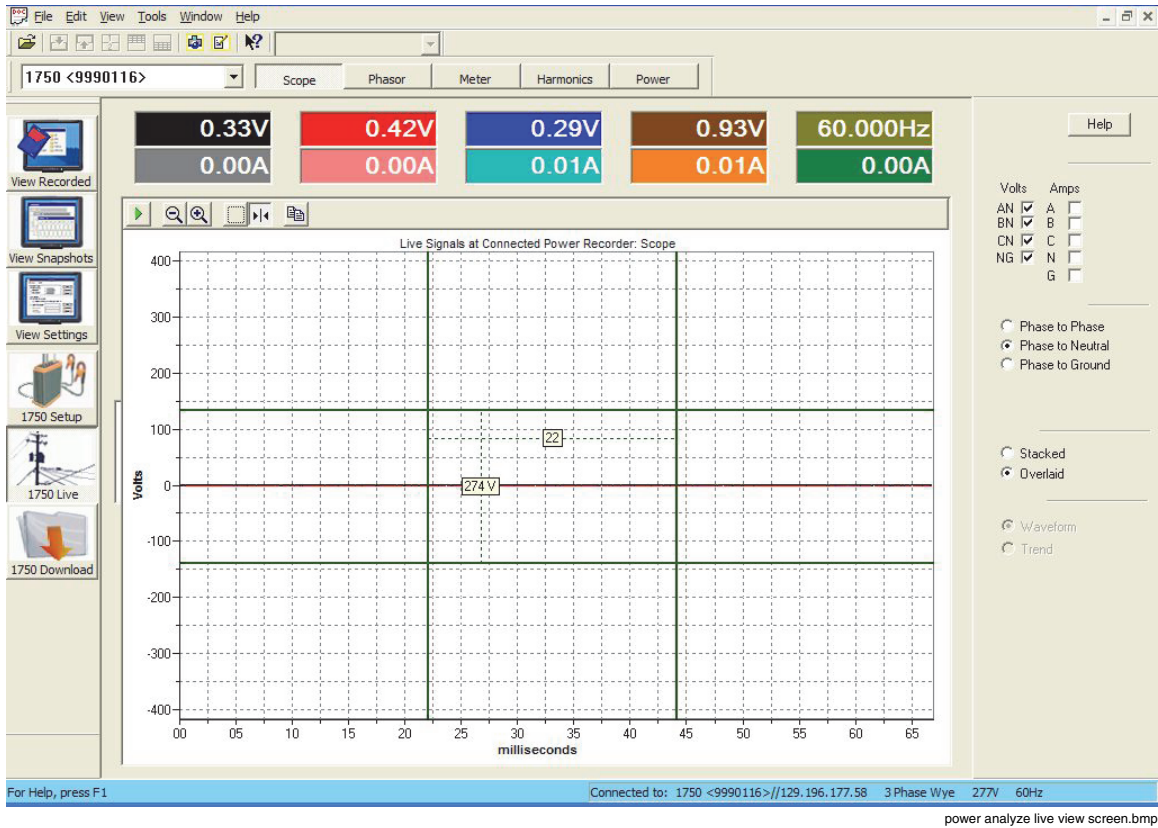 File Edit View Tools Window Help
1750 <9990116>
Scope Phasor Meter Harmonics Power
0.33V 0.42V 0.29V 0.93V 60.000Hz
0.00A 0.00A 0.01A 0.01A 0.00A
View Recorded
View Snapshots
View Settings
1750 Setup
1750 Live
1750 Download
Live Signals at Connected Power Recorder: Scope
Volts
400
300
200
100
0
-100
-200
-300
-400
22
274 V
00 05 10 15 20 25 30 35 40 45 50 55 60 65
milliseconds
Help
Volts Amps
AN A
BN B
CN C
NG N
G
Phase to Phase
Phase to Neutral
Phase to Ground
Stacked
Overlaid
Waveform
Trend
For Help, press F1
Connected to: 1750 <9990116>//129.196.177.58 3 Phase Wye 277V 60Hz
power analyze live view screen.bmp